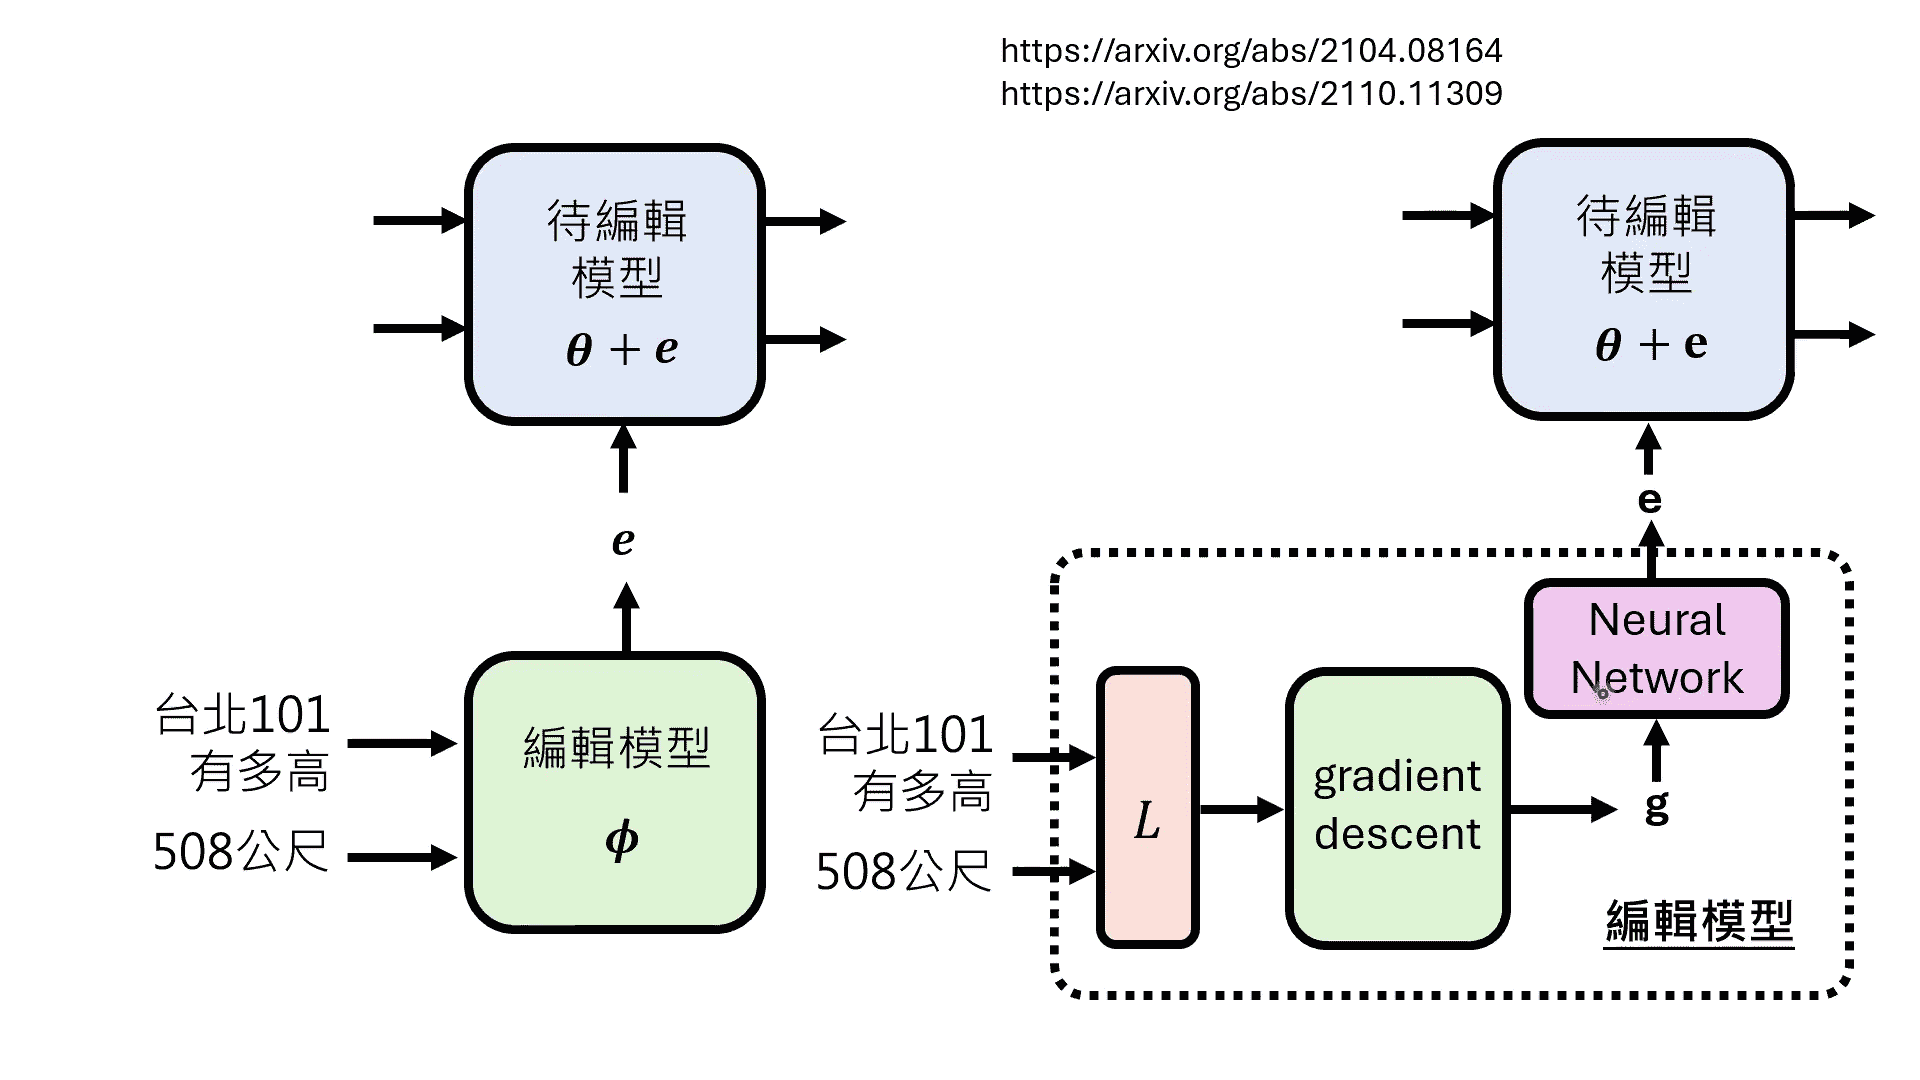 https://arxiv.org/abs/2104.08164
https://arxiv.org/abs/2110.11309
待編輯
模型
θ + e
e
台北101
有多高
508公尺
編輯模型
ϕ
待編輯
模型
θ + e
e
Neural
Network
台北101
有多高
508公尺
L
gradient
descent
g
編輯模型